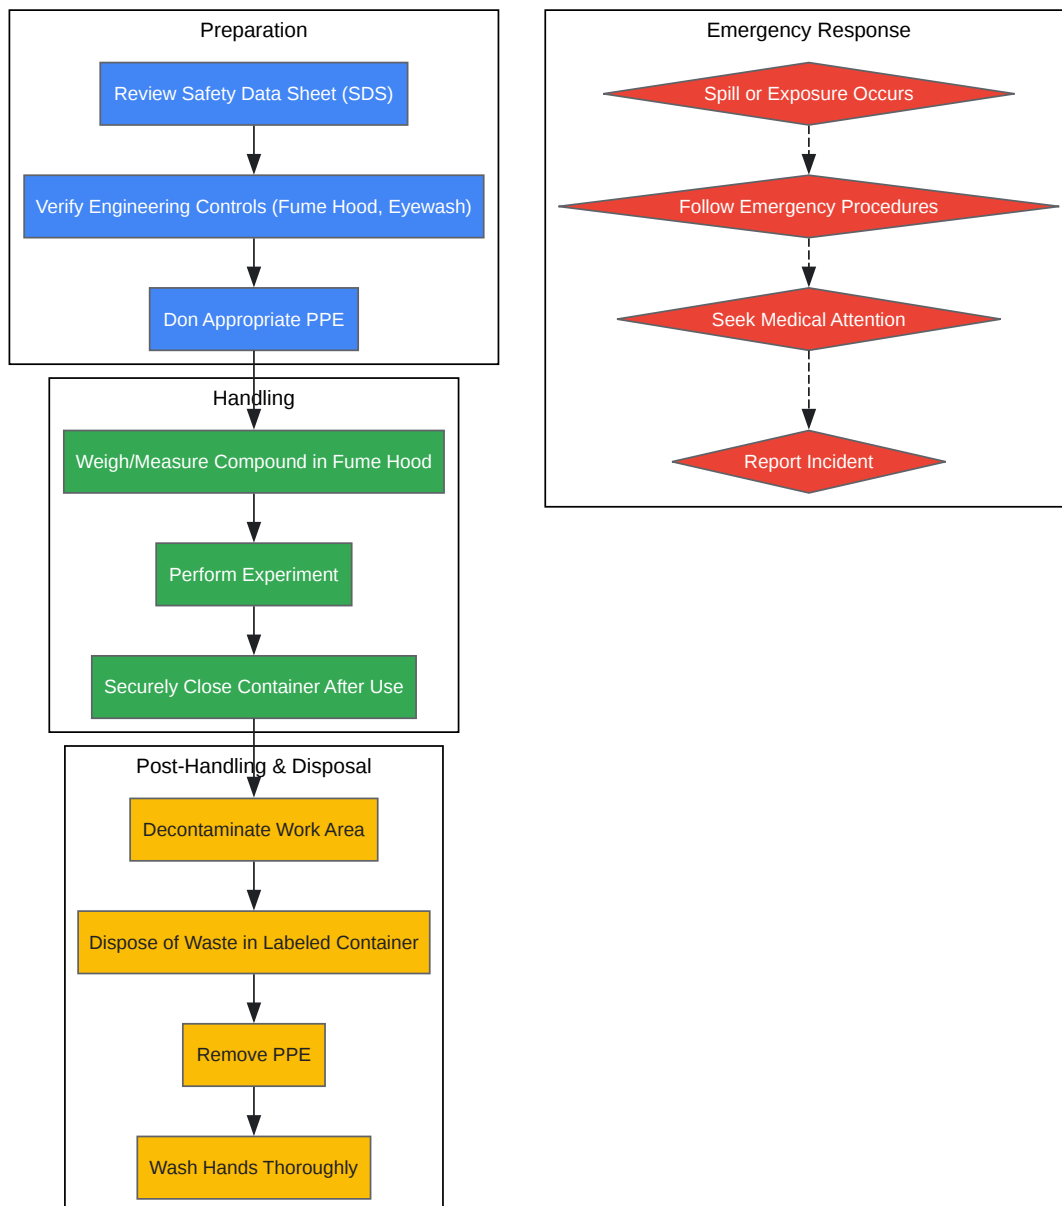 Preparation
Review Safety Data Sheet (SDS)
Verify Engineering Controls (Fume Hood, Eyewash)
Don Appropriate PPE
Handling
Weigh/Measure Compound in Fume Hood
Perform Experiment
Securely Close Container After Use
Post-Handling & Disposal
Decontaminate Work Area
Dispose of Waste in Labeled Container
Remove PPE
Wash Hands Thoroughly
Emergency Response
Spill or Exposure Occurs
Follow Emergency Procedures
Seek Medical Attention
Report Incident